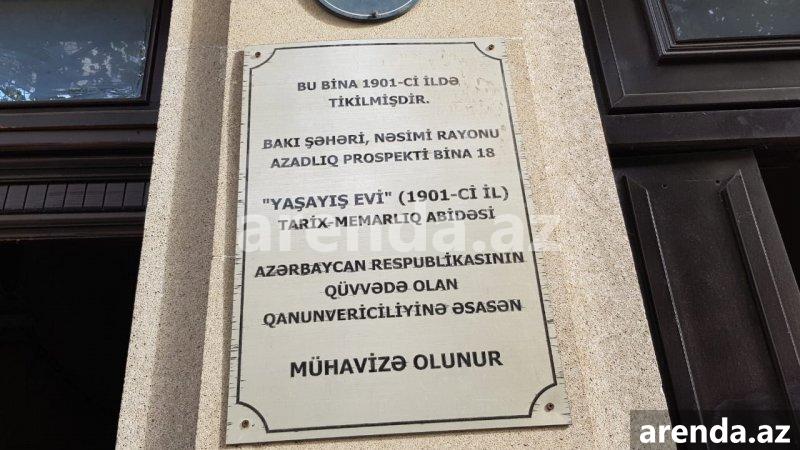 BU BİNA 1901-Cİ İLDƏ
TİKİLMİŞDİR.
BAKI ŞƏHƏRİ, NƏSİMİ RAYONU
AZADLIQ PROSPEKTİ BİNA 18
"YAŞAYIŞ EVİ" (1901-Cİ İL)
TARİX-MEMARLIQ ABİDƏSİ
arenda.az
AZƏRBAYCAN RESPUBLİKASININ
QÜVVƏDƏ OLAN
QANUNVERİCİLİYİNƏ ƏSASƏN
MÜHAVİZƏ OLUNUR
arenda.az